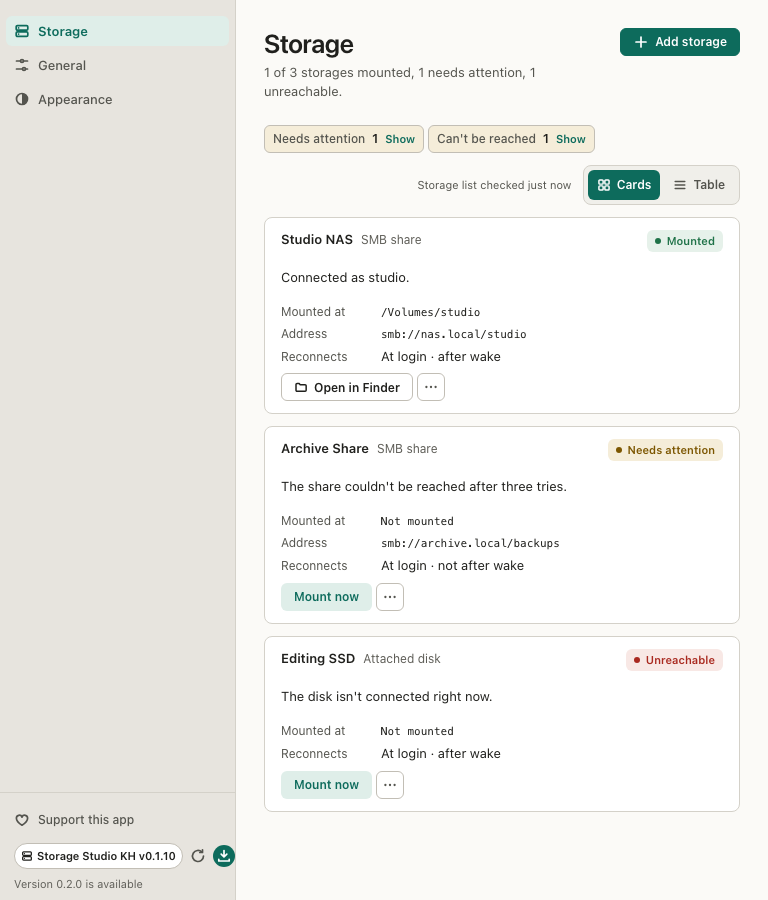 Storage
General
Appearance
Support this app
Storage Studio KH v0.1.10
Version 0.2.0 is available
Storage
Add storage
1 of 3 storages mounted, 1 needs attention, 1
unreachable.
Needs attention 1 Show
Can't be reached 1 Show
Storage list checked just now
Cards
Table
Studio NAS SMB share
Mounted
Connected as studio.
Mounted at /Volumes/studio
Address smb://nas.local/studio
Reconnects At login · after wake
Open in Finder
Archive Share SMB share
Needs attention
The share couldn't be reached after three tries.
Mounted at Not mounted
Address smb://archive.local/backups
Reconnects At login · not after wake
Mount now
Editing SSD Attached disk
Unreachable
The disk isn't connected right now.
Mounted at Not mounted
Reconnects At login · after wake
Mount now